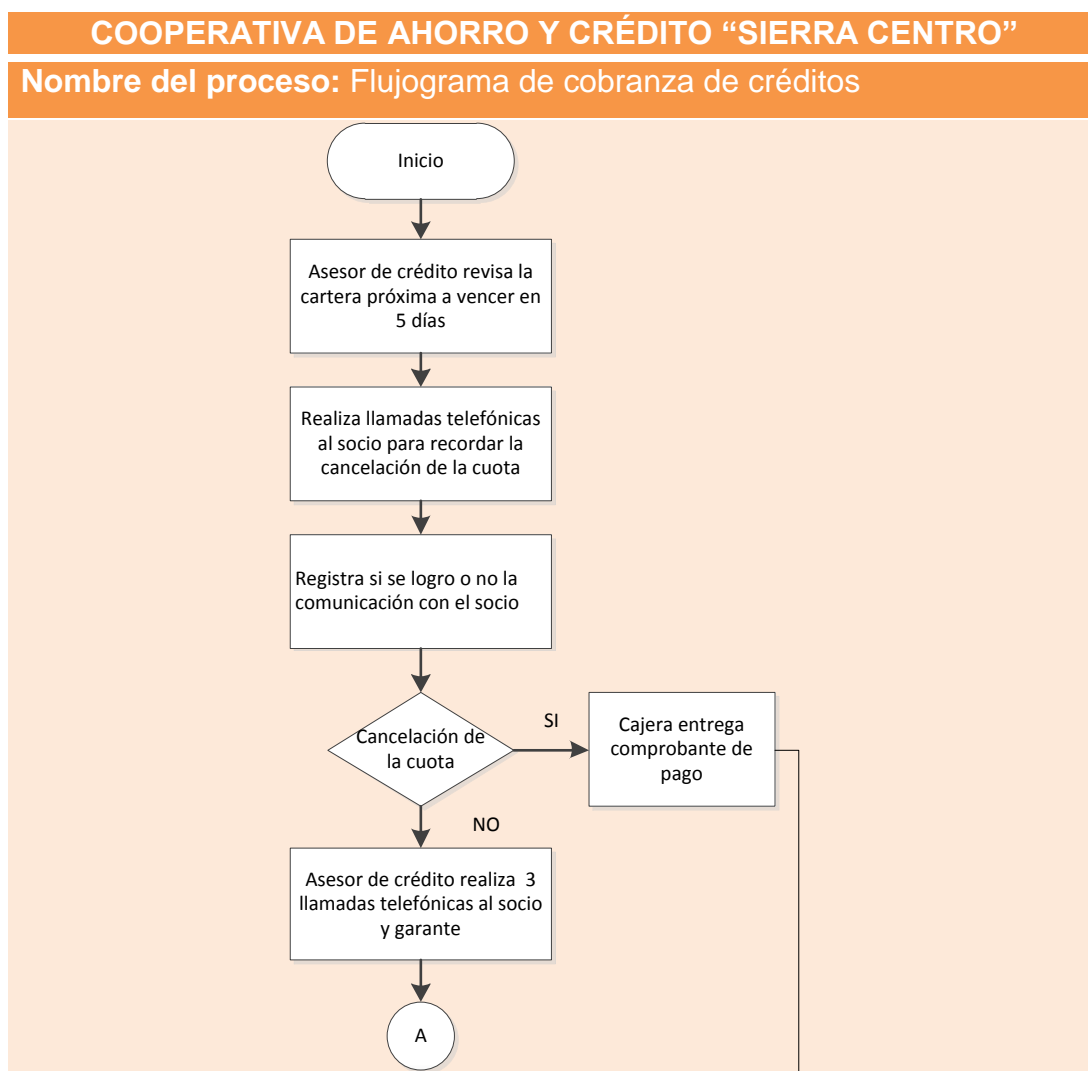 COOPERATIVA DE AHORRO Y CRÉDITO “SIERRA CENTRO”
Nombre del proceso: Flujograma de cobranza de créditos
Inicio
Asesor de crédito revisa la
cartera próxima a vencer en
5 días
Realiza llamadas telefónicas
al socio para recordar la
cancelación de la cuota
Registra si se logro o no la
comunicación con el socio
Cancelación de
la cuota
SI
Cajera entrega
comprobante de
pago
NO
Asesor de crédito realiza 3
llamadas telefónicas al socio
y garante
A